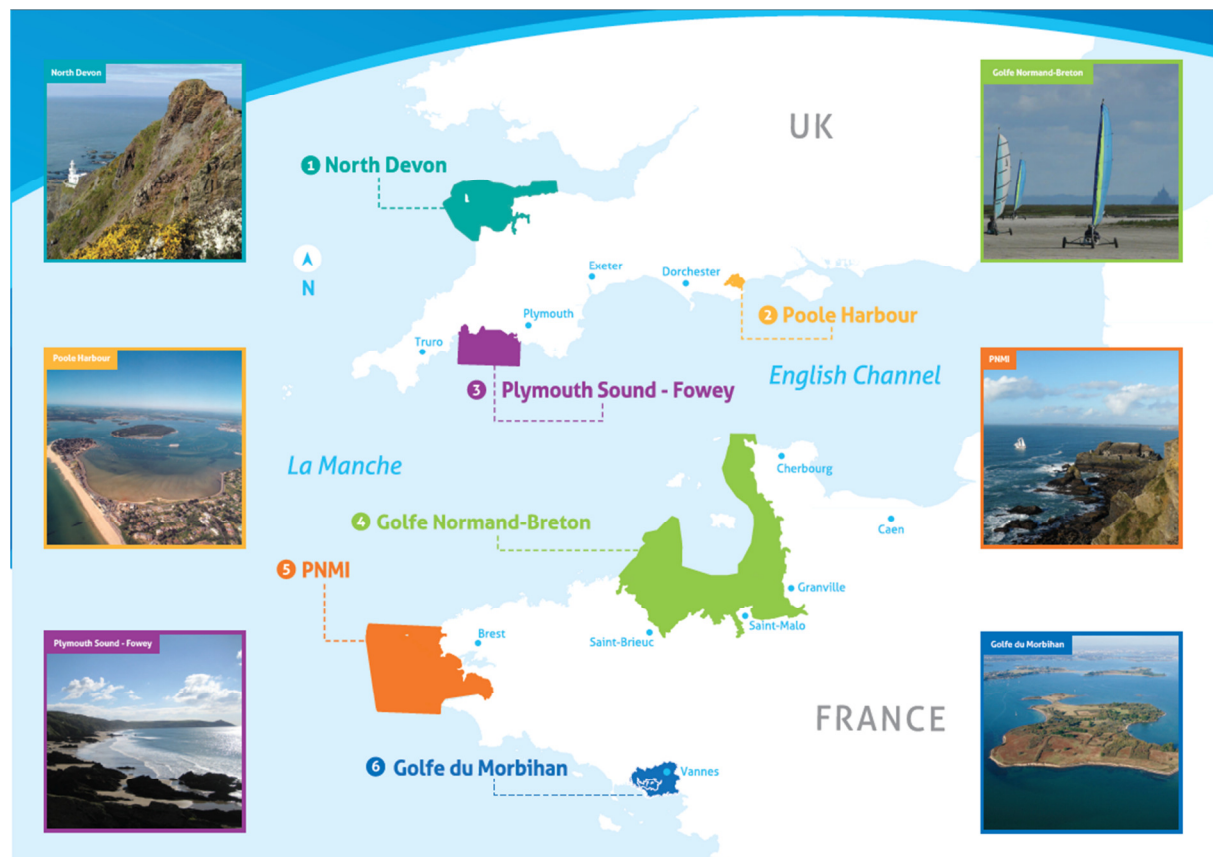 North Devon
Golfe Normand-Breton
UK
1 North Devon
N
Exeter
Dorchester
2 Poole Harbour
Plymouth
Truro
Poole Harbour
PNMI
English Channel
3 Plymouth Sound - Fowey
La Manche
Cherbourg
4 Golfe Normand-Breton
Caen
5 PNMI
Granville
Saint-Malo
Brest
Saint-Brieuc
Plymouth Sound - Fowey
Golfe du Morbihan
FRANCE
6 Golfe du Morbihan
Vannes